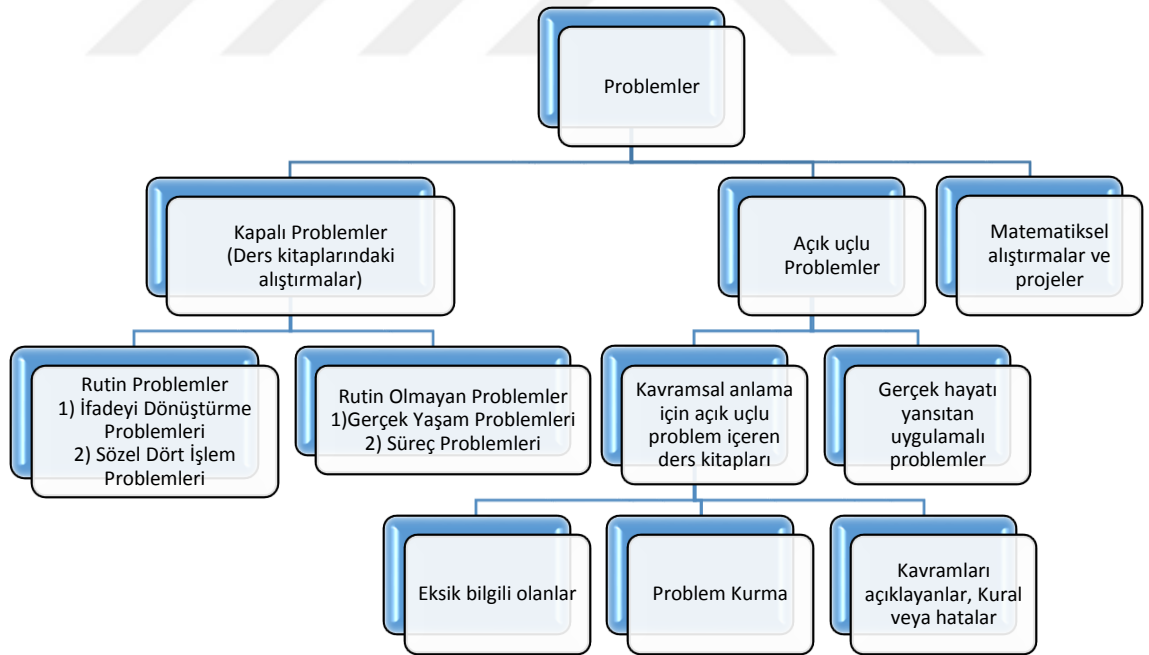 Problemler
Kapalı Problemler
(Ders kitaplarındaki
alıştırmalar)
Açık uçlu
Problemler
Matematiksel
alıştırmalar ve
projeler
Rutin Problemler
1) İfadeyi Dönüştürme
Problemleri
2) Sözel Dört İşlem
Problemleri
Rutin Olmayan Problemler
1)Gerçek Yaşam Problemleri
2) Süreç Problemleri
Kavramsal anlama
için açık uçlu
problem içeren
ders kitapları
Gerçek hayatı
yansıtan
uygulamalı
problemler
Eksik bilgili olanlar
Problem Kurma
Kavramları
açıklayanlar, Kural
veya hatalar